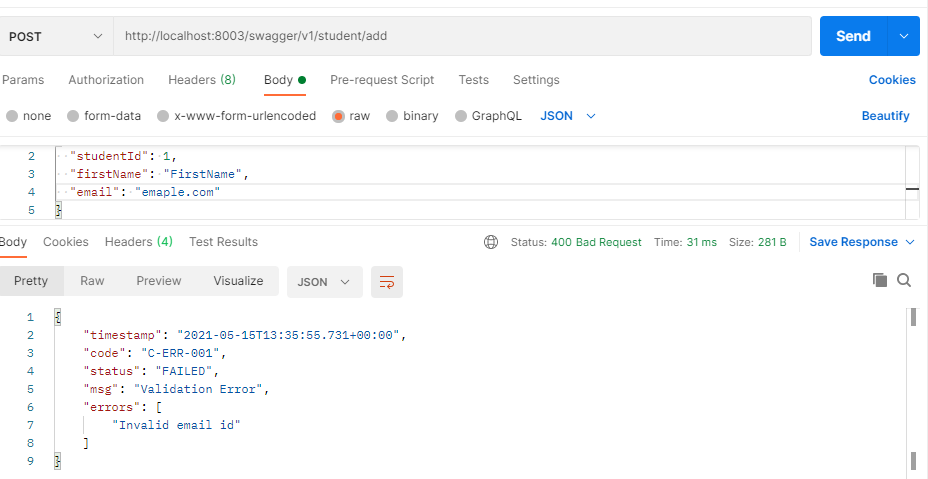 POST http://localhost:8003/swagger/v1/student/add Send
Params Authorization Headers (8) Body Pre-request Script Tests Settings Cookies
none form-data x-www-form-urlencoded raw binary GraphQL JSON Beautify
2 "studentId": 1,
3 "firstName": "FirstName",
4 "email": "emaple.com"
5 }
Body Cookies Headers (4) Test Results Status: 400 Bad Request Time: 31 ms Size: 281 B Save Response
Pretty Raw Preview Visualize JSON
1 {
2 "timestamp": "2021-05-15T13:35:55.731+00:00",
3 "code": "C-ERR-001",
4 "status": "FAILED",
5 "msg": "Validation Error",
6 "errors": [
7 "Invalid email id"
8 ]
9 }